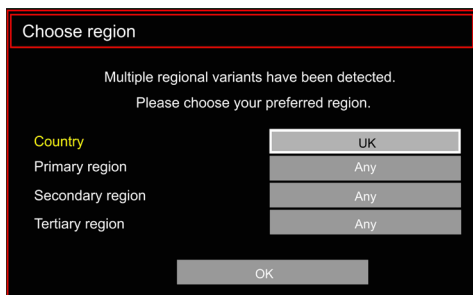 Choose region
Multiple regional variants have been detected.
Please choose your preferred region.
Country UK
Primary region Any
Secondary region Any
Tertiary region Any
OK